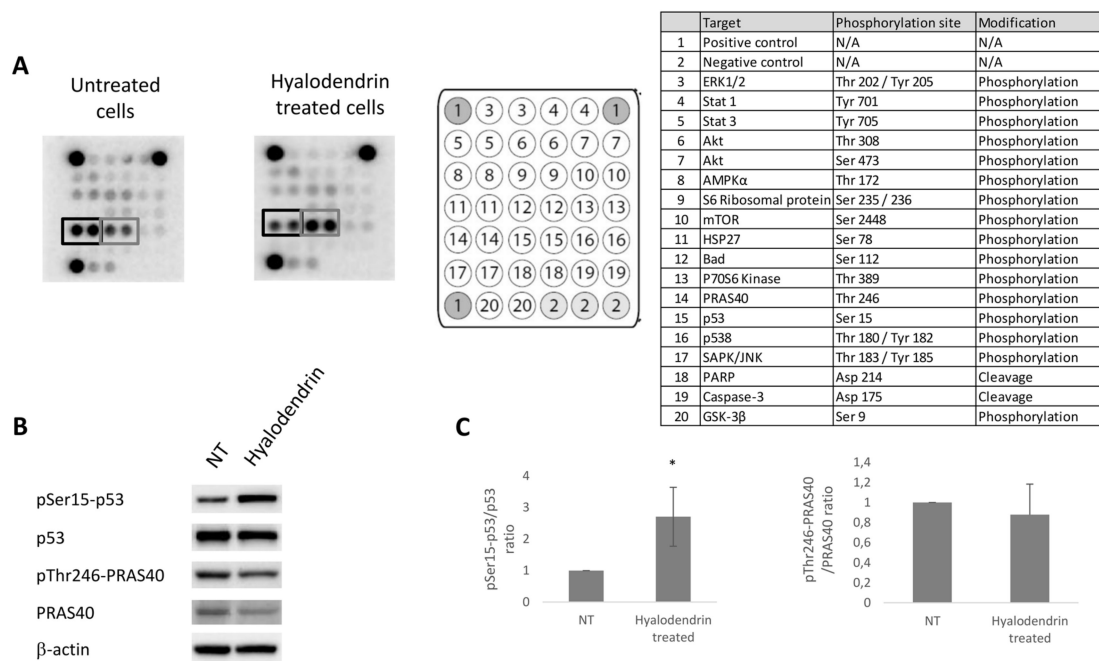 A
Untreated
cells
Hyalodendrin
treated cells
1 3 3 4 4 1
5 5 6 6 7 7
8 8 9 9 10 10
11 11 12 12 13 13
14 14 15 15 16 16
17 17 18 18 19 19
1 20 20 2 2 2
Target Phosphorylation site Modification
1 Positive control N/A N/A
2 Negative control N/A N/A
3 ERK1/2 Thr 202 / Tyr 205 Phosphorylation
4 Stat 1 Tyr 701 Phosphorylation
5 Stat 3 Tyr 705 Phosphorylation
6 Akt Thr 308 Phosphorylation
7 Akt Ser 473 Phosphorylation
8 AMPKα Thr 172 Phosphorylation
9 S6 Ribosomal protein Ser 235 / 236 Phosphorylation
10 mTOR Ser 2448 Phosphorylation
11 HSP27 Ser 78 Phosphorylation
12 Bad Ser 112 Phosphorylation
13 P70S6 Kinase Thr 389 Phosphorylation
14 PRAS40 Thr 246 Phosphorylation
15 p53 Ser 15 Phosphorylation
16 p538 Thr 180 / Tyr 182 Phosphorylation
17 SAPK/JNK Thr 183 / Tyr 185 Phosphorylation
18 PARP Asp 214 Cleavage
19 Caspase-3 Asp 175 Cleavage
20 GSK-3β Ser 9 Phosphorylation
B
NT
Hyalodendrin
pSer15-p53
p53
pThr246-PRAS40
PRAS40
β-actin
C
pSer15-p53/p53
ratio
4
3
2
1
0
*
NT
Hyalodendrin
treated
pThr246-PRAS40
/PRAS40 ratio
1,4
1,2
1
0,8
0,6
0,4
0,2
0
NT
Hyalodendrin
treated